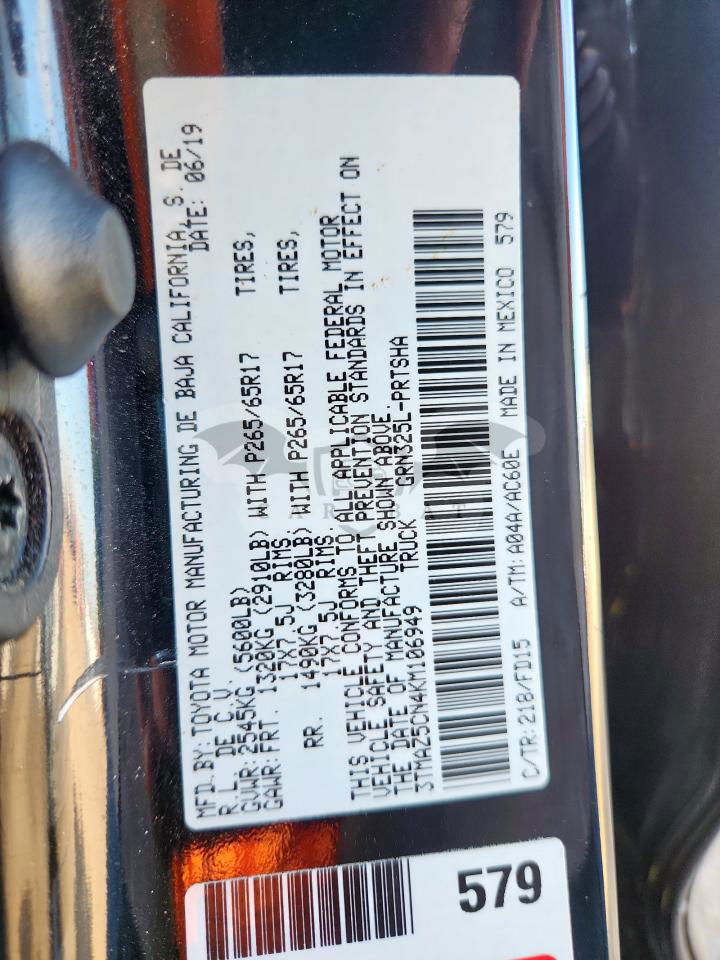 MFD.BY:TOYOTA MOTOR MANUFACTURING DE BAJA CALIFORNIA,S. DE
R.L. DE C.V. DATE: 06/19
GVWR:2545KG (5600LB)
GAWR:FRT. 1320KG (2910LB) WITH P265/65R17 TIRES,
17X7.5J RIMS
RR. 1490KG (3280LB) WITH P265/65R17 TIRES,
17X7.5J RIMS
THIS VEHICLE CONFORMS TO ALL APPLICABLE FEDERAL MOTOR
VEHICLE SAFETY AND THEFT PREVENTION STANDARDS IN EFFECT ON
THE DATE OF MANUFACTURE SHOWN ABOVE.
3TMAZ5CN4KM106949 TRUCK GRN325L-PRTSHA
C/TR:218/FD15 A/TM:A04A/AC60E MADE IN MEXICO 579
579